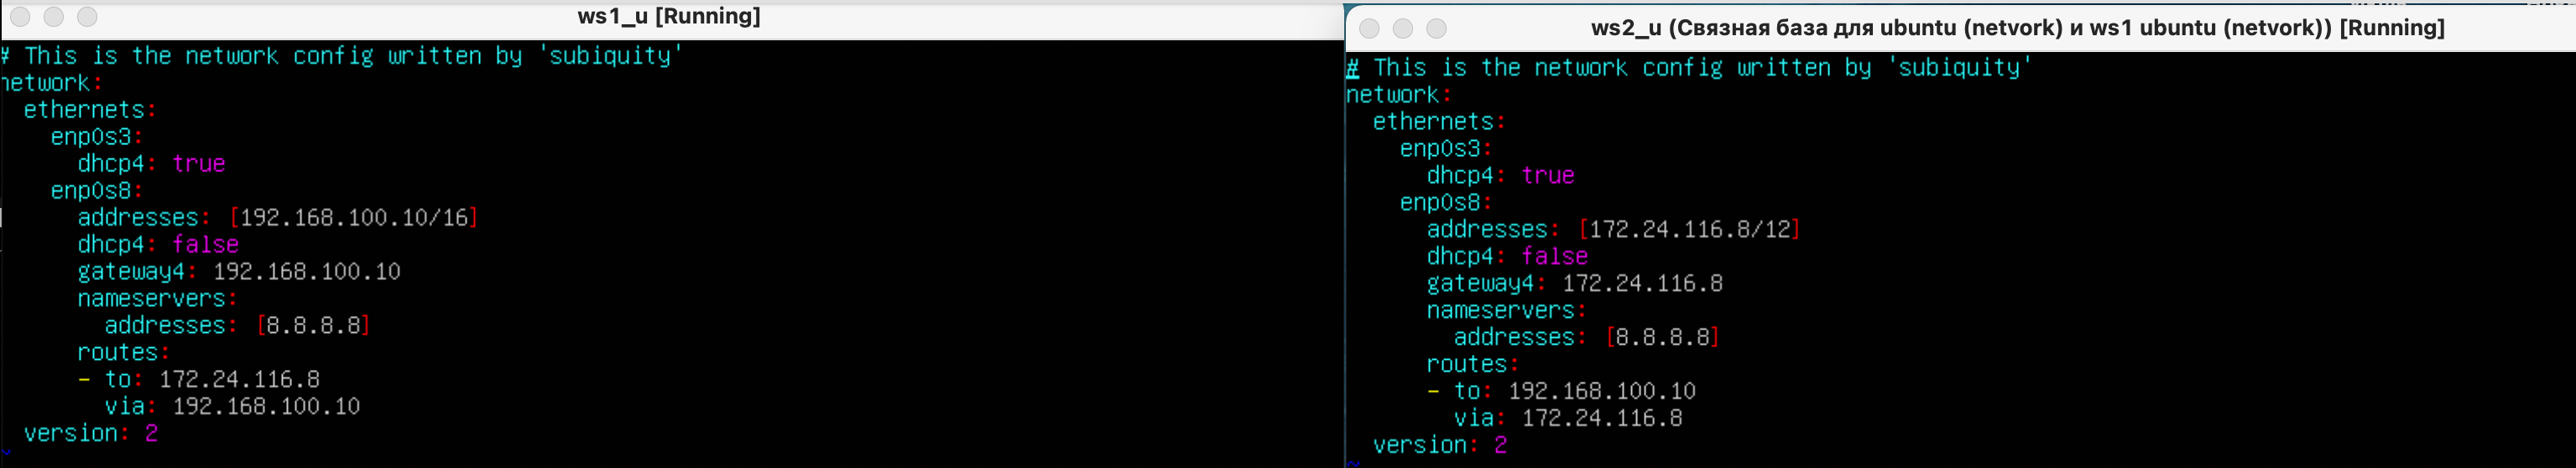 ws1_u [Running]
# This is the network config written by 'subiquity'
network:
  ethernets:
    enp0s3:
      dhcp4: true
    enp0s8:
      addresses: [192.168.100.10/16]
      dhcp4: false
      gateway4: 192.168.100.10
      nameservers:
        addresses: [8.8.8.8]
      routes:
      - to: 172.24.116.8
        via: 192.168.100.10
  version: 2
~
ws2_u (Связная база для ubuntu (netvork) и ws1 ubuntu (netvork)) [Running]
# This is the network config written by 'subiquity'
network:
  ethernets:
    enp0s3:
      dhcp4: true
    enp0s8:
      addresses: [172.24.116.8/12]
      dhcp4: false
      gateway4: 172.24.116.8
      nameservers:
        addresses: [8.8.8.8]
      routes:
      - to: 192.168.100.10
        via: 172.24.116.8
  version: 2
~